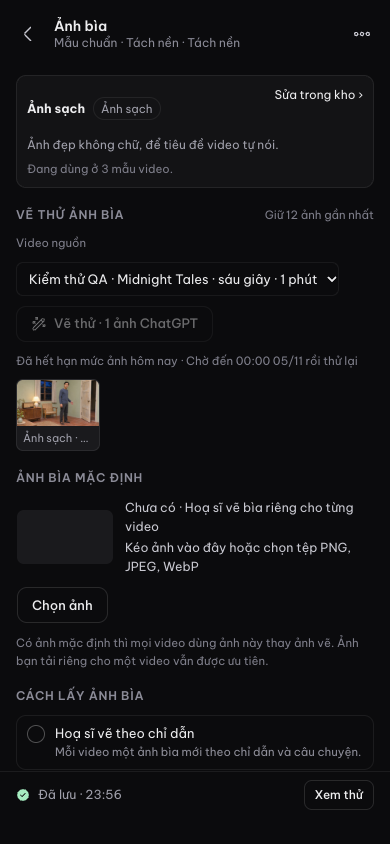 Ảnh bìa
Mẫu chuẩn · Tách nền · Tách nền
Sửa trong kho ›
Ảnh sạch Ảnh sạch
Ảnh đẹp không chữ, để tiêu đề video tự nói.
Đang dùng ở 3 mẫu video.
VẼ THỬ ẢNH BÌA Giữ 12 ảnh gần nhất
Video nguồn
Kiểm thử QA · Midnight Tales · sáu giây · 1 phút
Vẽ thử · 1 ảnh ChatGPT
Đã hết hạn mức ảnh hôm nay · Chờ đến 00:00 05/11 rồi thử lại
Ảnh sạch · ...
ẢNH BÌA MẶC ĐỊNH
Chưa có · Hoạ sĩ vẽ bìa riêng cho từng
video
Kéo ảnh vào đây hoặc chọn tệp PNG,
JPEG, WebP
Chọn ảnh
Có ảnh mặc định thì mọi video dùng ảnh này thay ảnh vẽ. Ảnh
bạn tải riêng cho một video vẫn được ưu tiên.
CÁCH LẤY ẢNH BÌA
Hoạ sĩ vẽ theo chỉ dẫn
Mỗi video một ảnh bìa mới theo chỉ dẫn và câu chuyện.
Đã lưu · 23:56 Xem thử